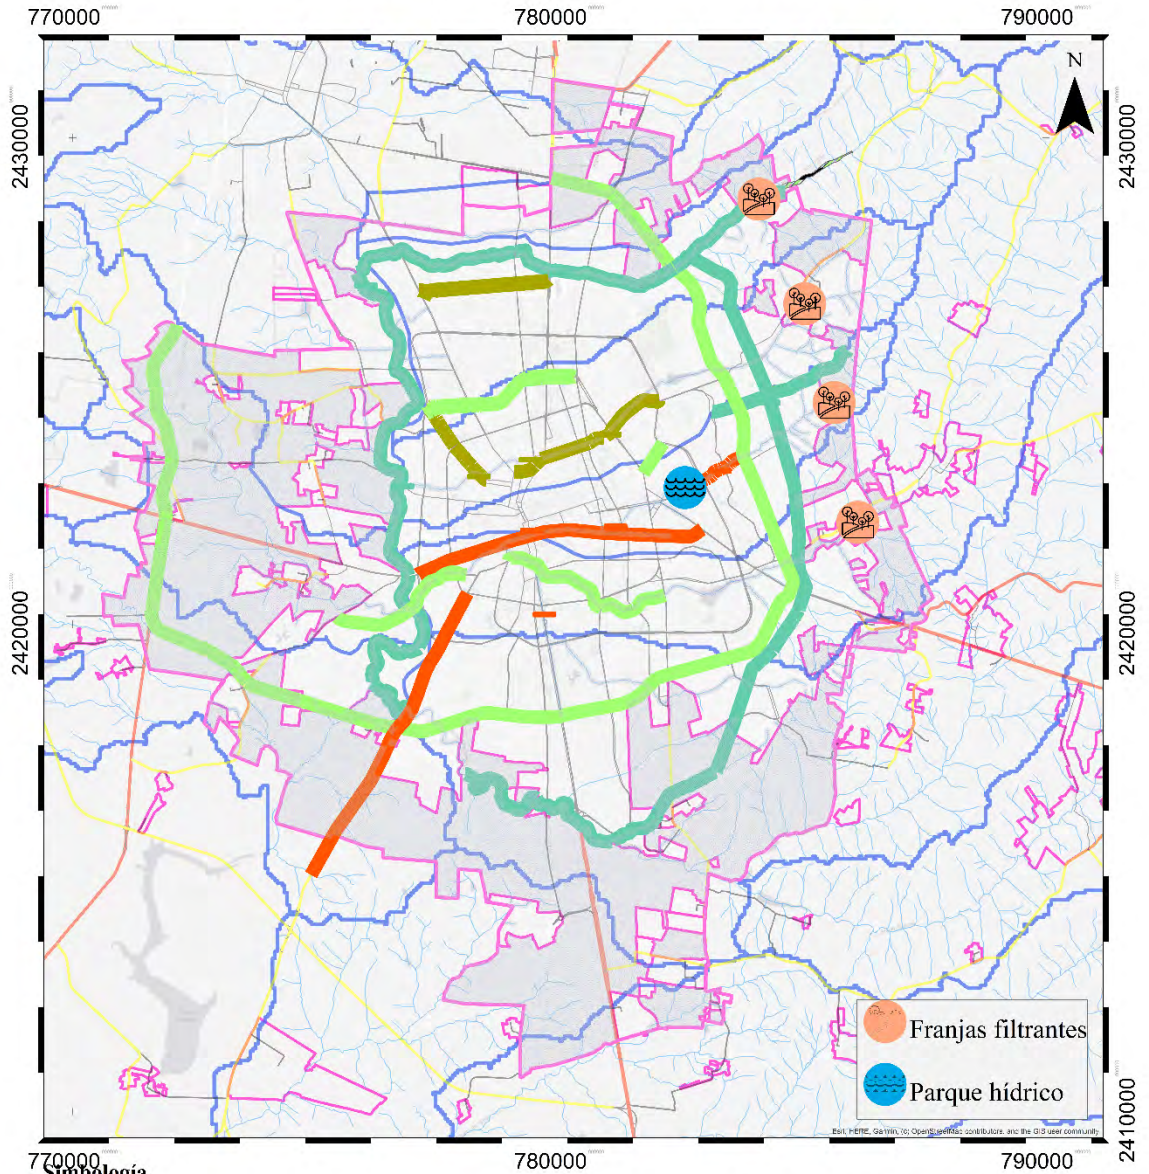 770000 780000 790000
N
2430000 2430000
2420000 2420000
Franjas filtrantes
Parque hídrico
2410000
Esri, HERE, Garmin, (c) OpenStreetMap contributors, and the GIS user community
770000 780000 790000
Simbología